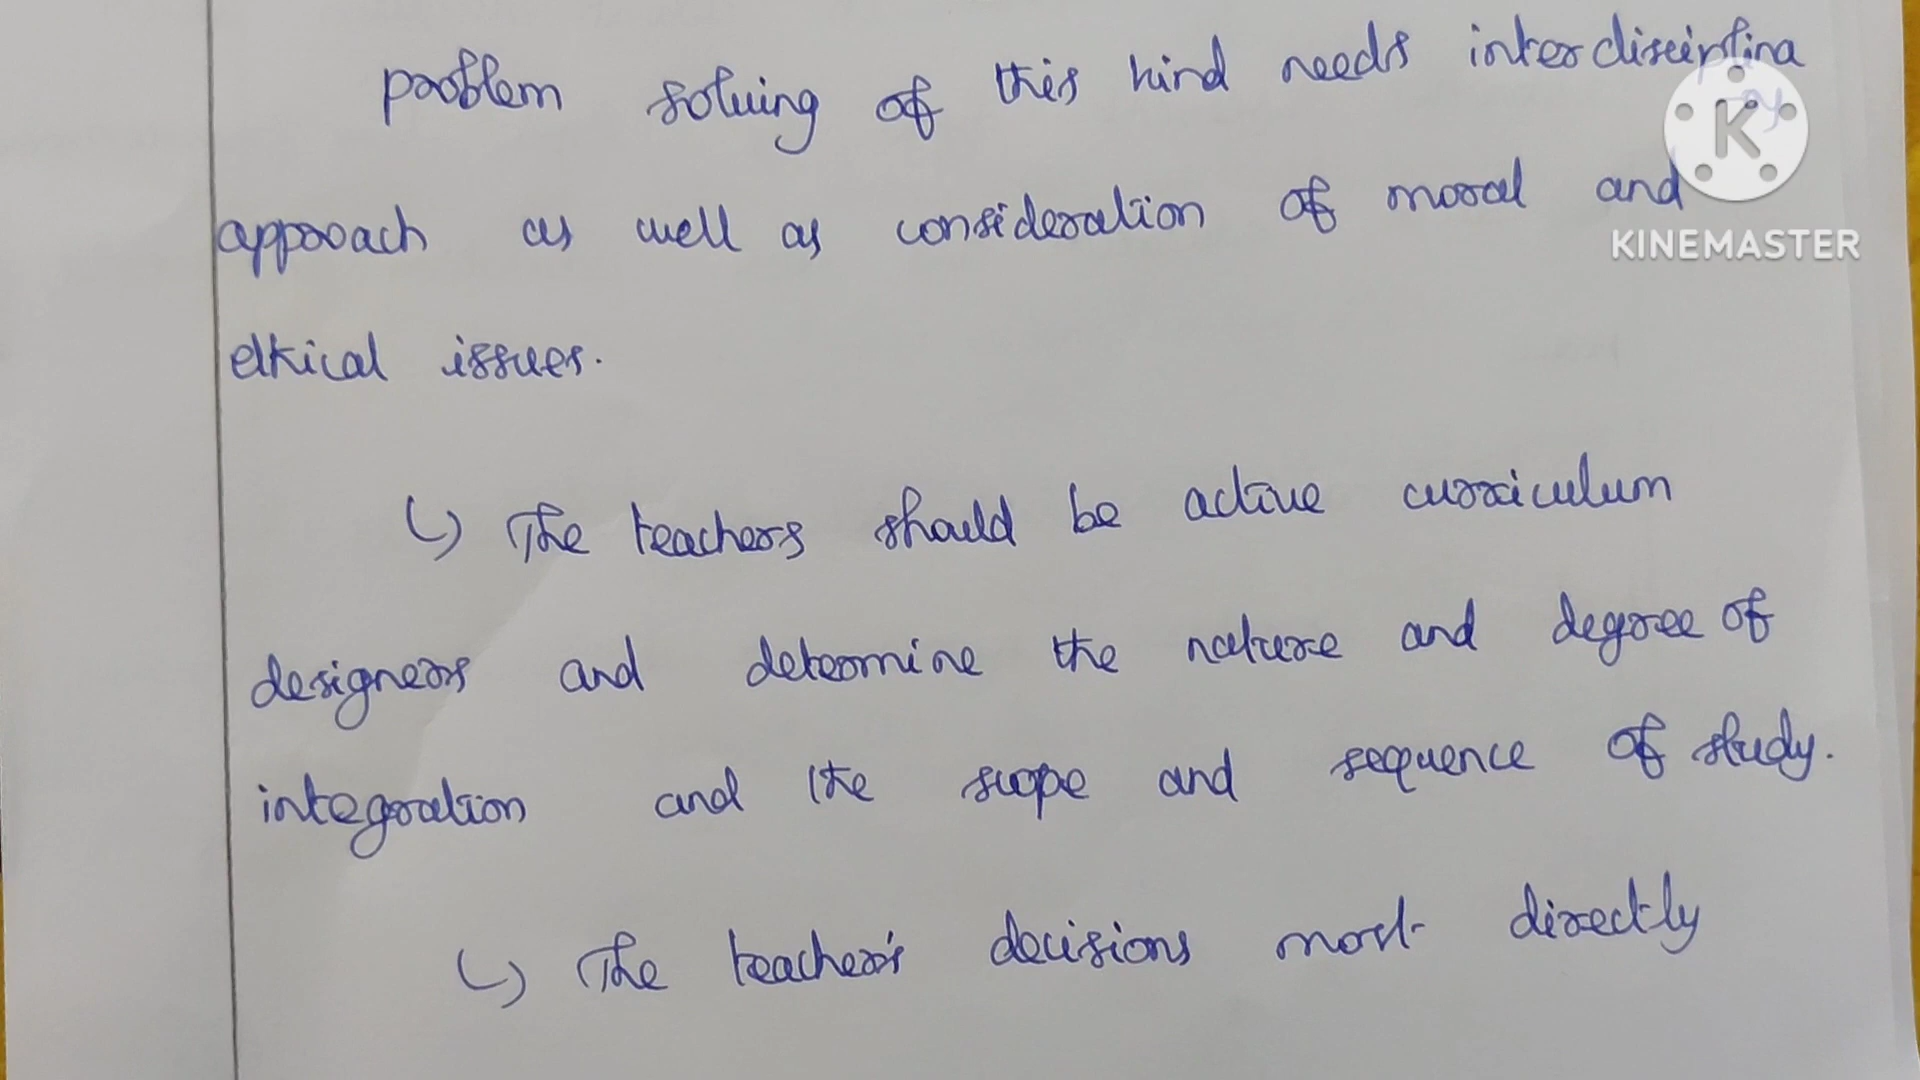 problem solving of this kind needs interdisciplina
ry
approach as well as consideration of moral and
KINEMASTER
ethical issues.
↳ The teachers should be active curriculum
designers and determine the nature and degree of
integration and the scope and sequence of study.
↳ The teacher's decisions most directly